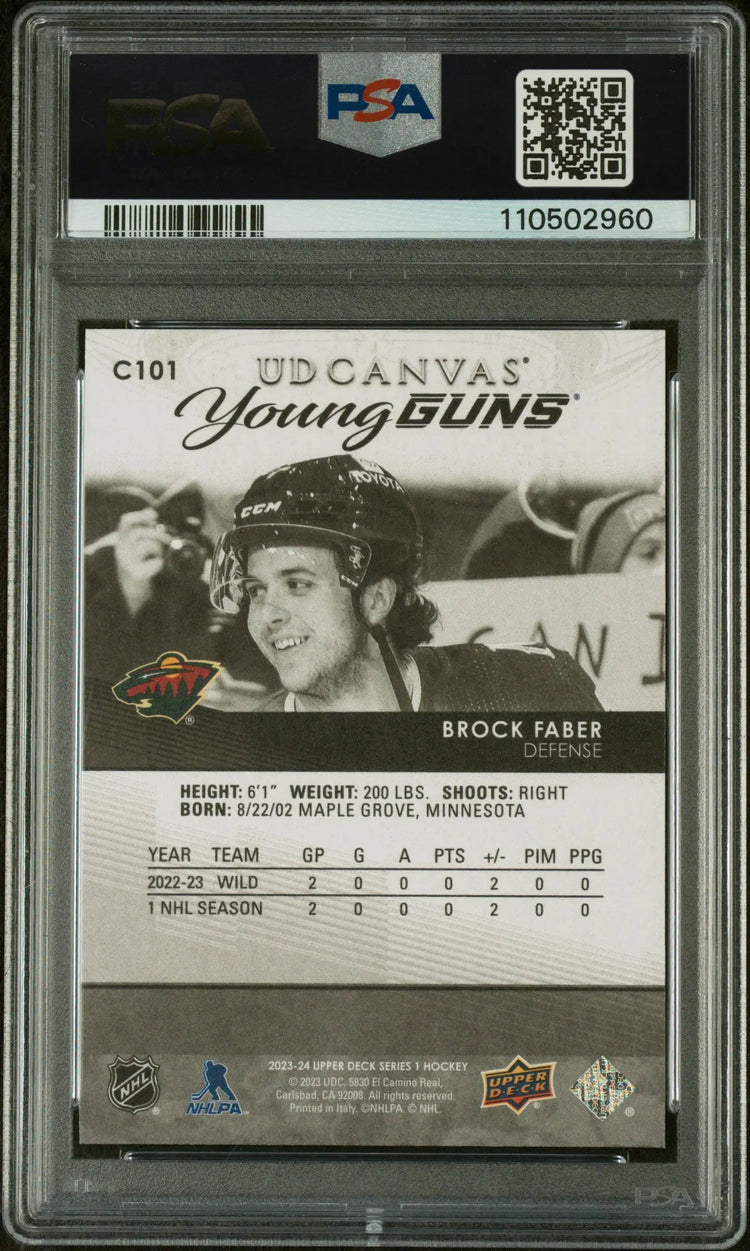 PSA
PSA
110502960
C101
UD CANVAS®
Young GUNS®
TOYOTA
CCM
CAN I
®
BROCK FABER
DEFENSE
HEIGHT: 6'1" WEIGHT: 200 LBS. SHOOTS: RIGHT
BORN: 8/22/02 MAPLE GROVE, MINNESOTA
YEAR TEAM GP G A PTS +/- PIM PPG
2022-23 WILD 2 0 0 0 2 0 0
1 NHL SEASON 2 0 0 0 2 0 0
2023-24 UPPER DECK SERIES 1 HOCKEY
© 2023 UDC, 5830 El Camino Real,
Carlsbad, CA 92008. All rights reserved.
Printed in Italy. ©NHLPA. © NHL.
NHL ®
NHLPA
UPPER
D·E·C·K ®
®
PSA